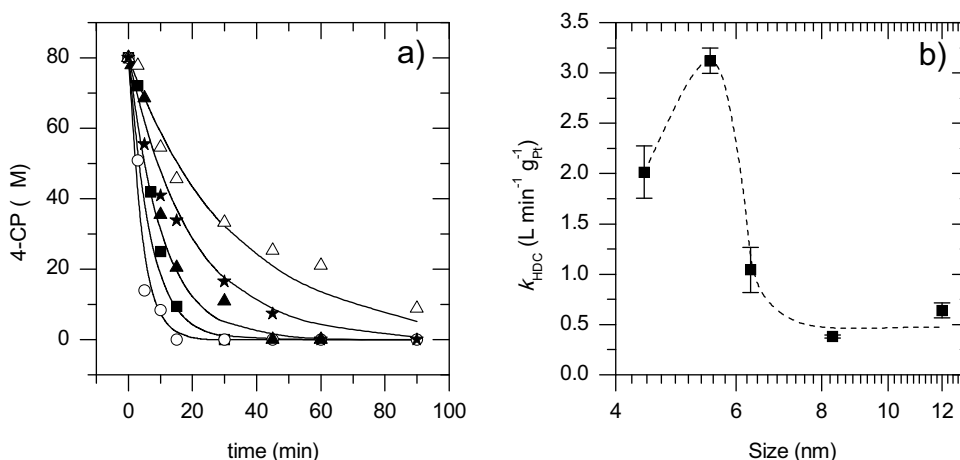 a)
80
60
40
20
0
4-CP ( M)
0 20 40 60 80 100
time (min)
b)
3.5
3.0
2.5
2.0
1.5
1.0
0.5
0.0
k_HDC (L min⁻¹ g⁻¹_Pt)
4 6 8 10 12
Size (nm)